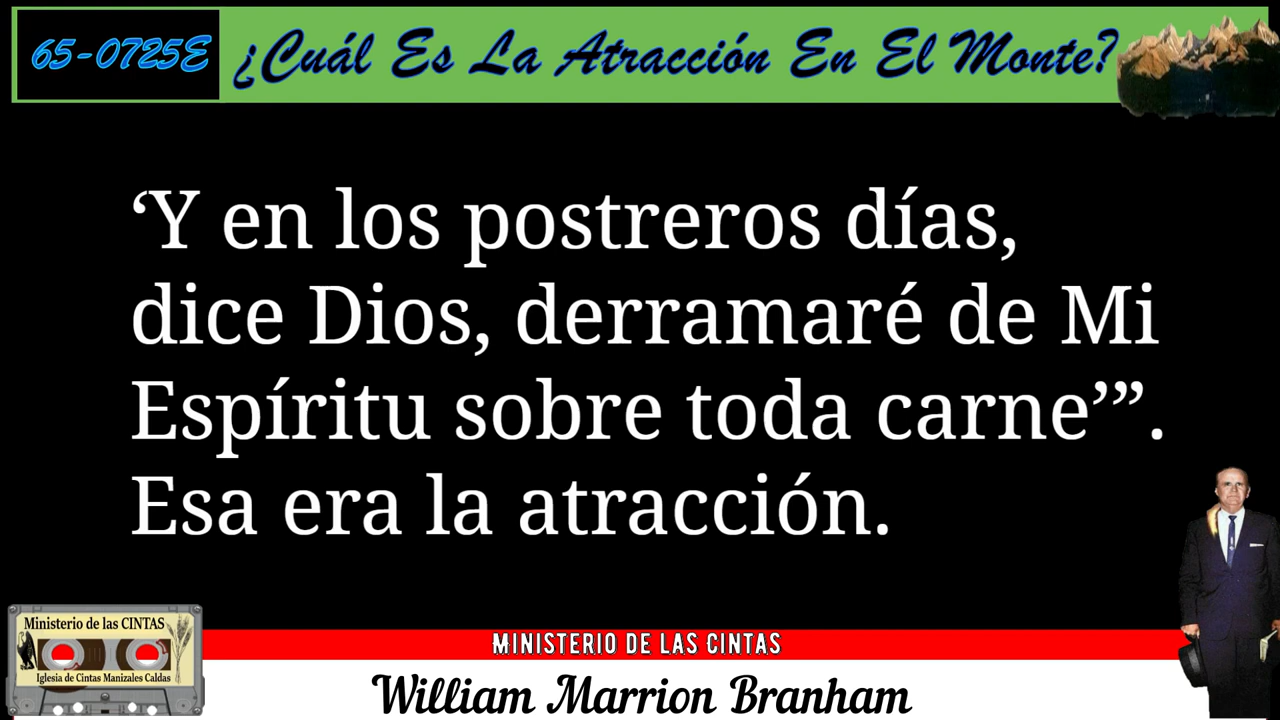 65-0725E ¿Cuál Es La Atracción En El Monte?
‘Y en los postreros días,
dice Dios, derramaré de Mi
Espíritu sobre toda carne’”.
Esa era la atracción.
Ministerio de las CINTAS
Iglesia de Cintas Manizales Caldas
MINISTERIO DE LAS CINTAS
William Marrion Branham